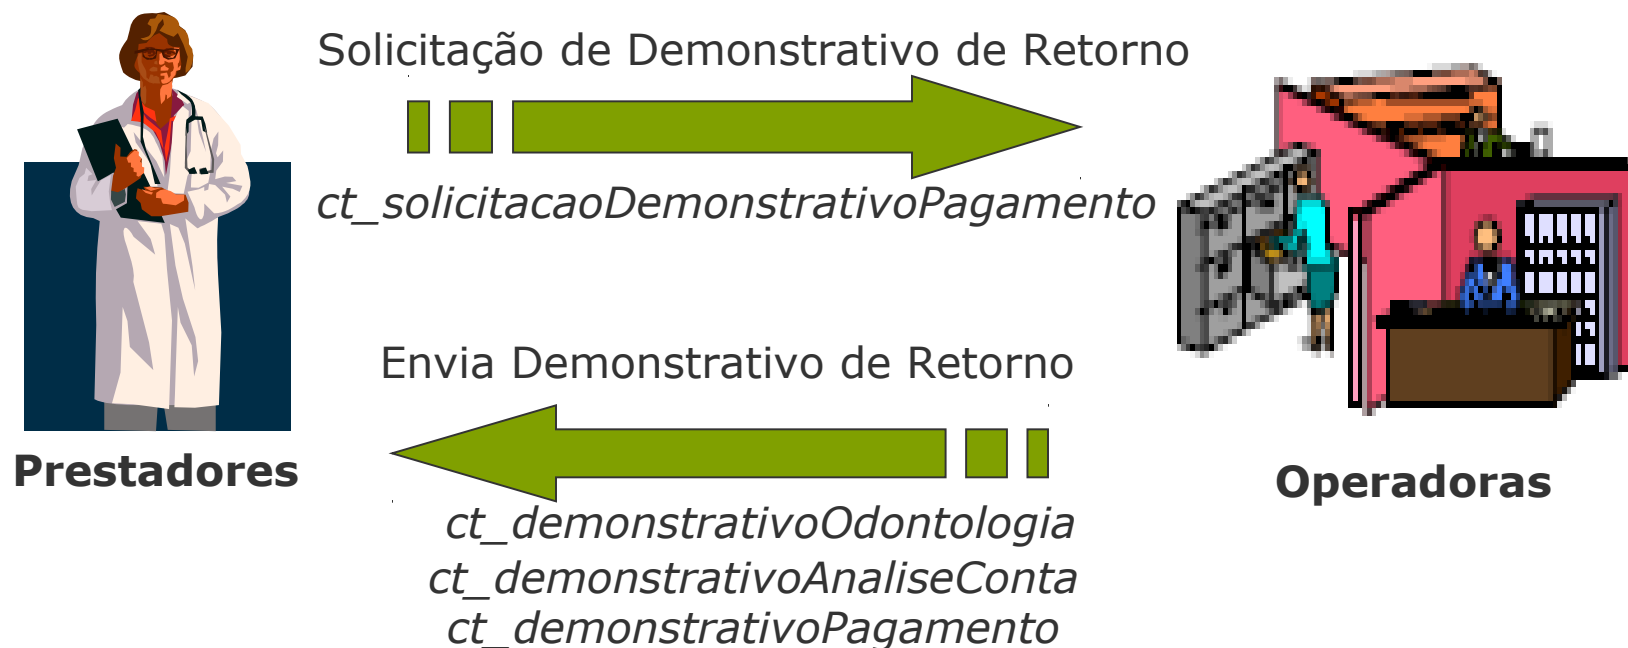 Solicitação de Demonstrativo de Retorno
ct_solicitacaoDemonstrativoPagamento
Envia Demonstrativo de Retorno
Prestadores
Operadoras
ct_demonstrativoOdontologia
ct_demonstrativoAnaliseConta
ct_demonstrativoPagamento